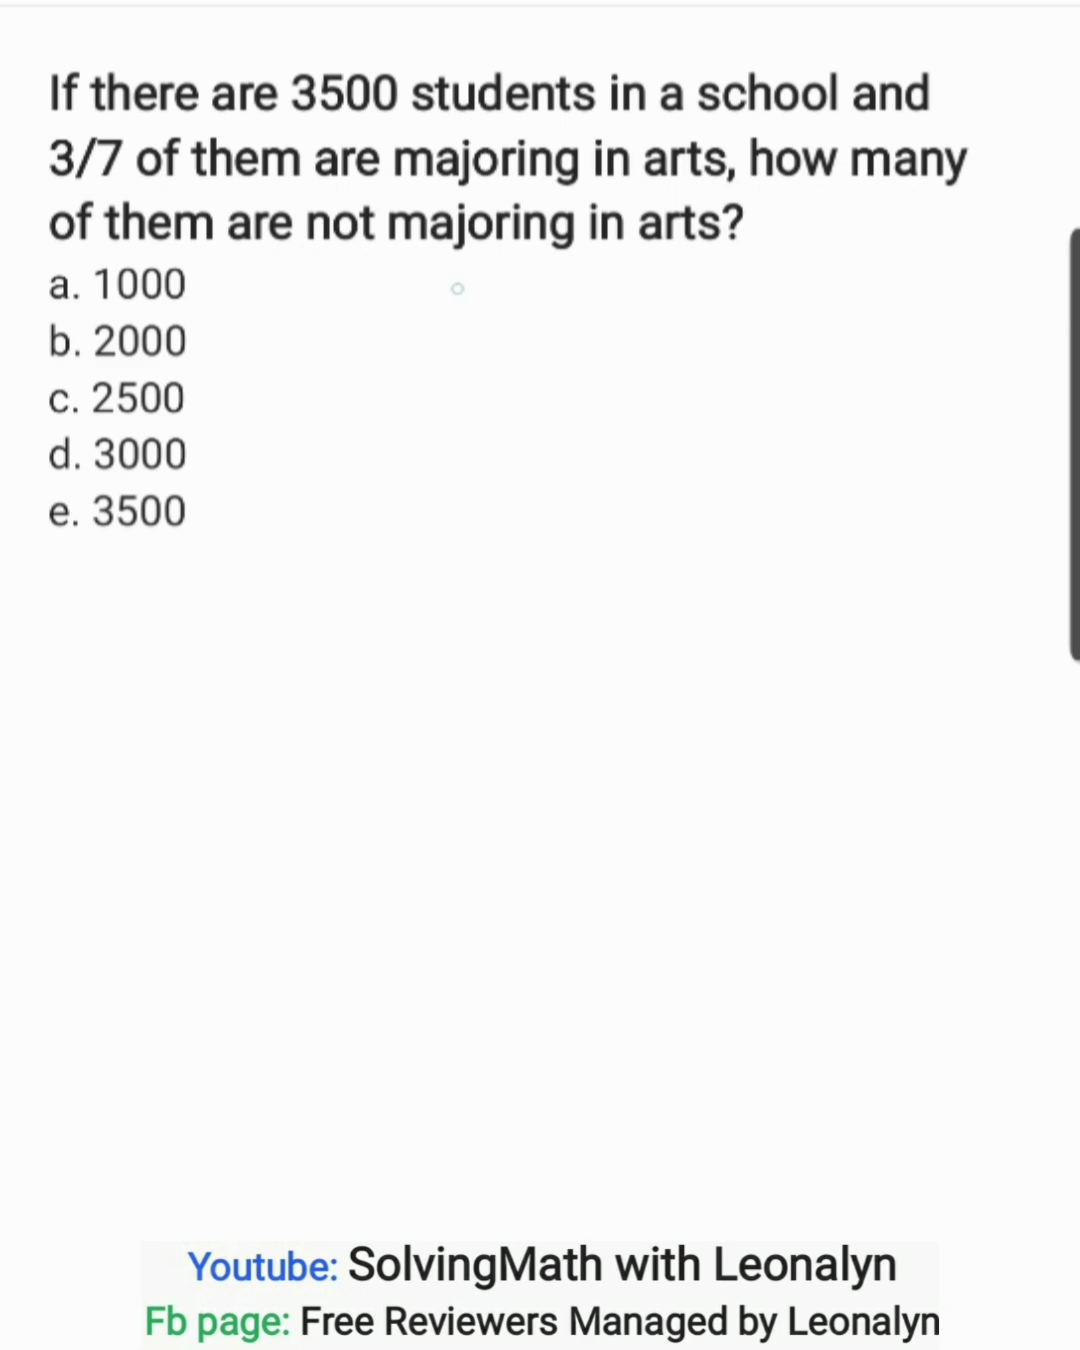 If there are 3500 students in a school and
3/7 of them are majoring in arts, how many
of them are not majoring in arts?
a. 1000
b. 2000
c. 2500
d. 3000
e. 3500
Youtube: SolvingMath with Leonalyn
Fb page: Free Reviewers Managed by Leonalyn